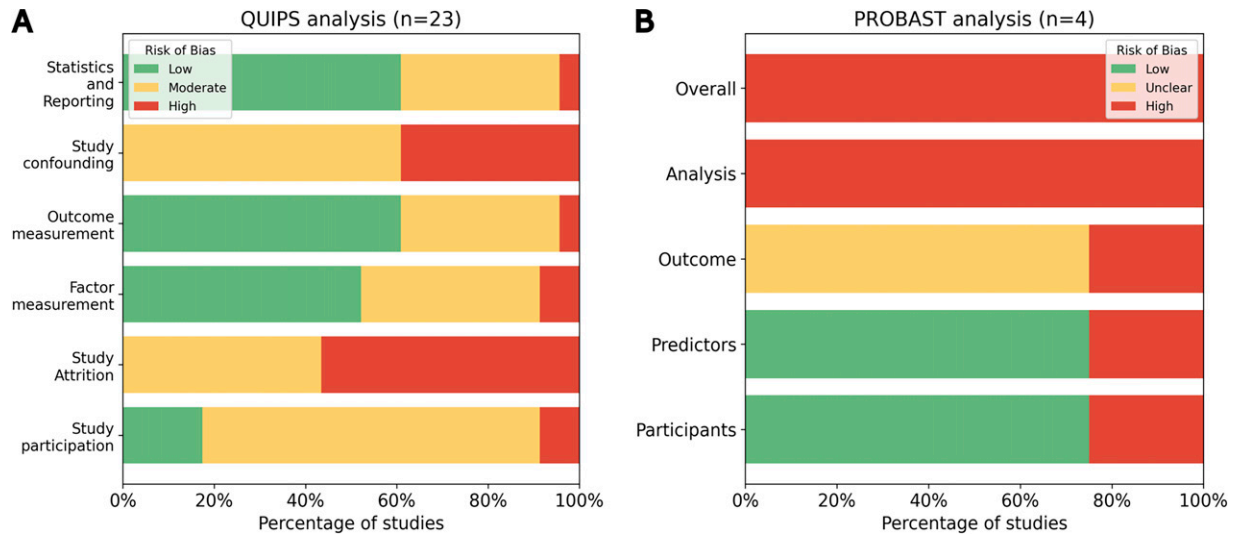 A
QUIPS analysis (n=23)
Risk of Bias
Low
Moderate
High
Statistics
and
Reporting
Study
confounding
Outcome
measurement
Factor
measurement
Study
Attrition
Study
participation
0% 20% 40% 60% 80% 100%
Percentage of studies
B
PROBAST analysis (n=4)
Risk of Bias
Low
Unclear
High
Overall
Analysis
Outcome
Predictors
Participants
0% 20% 40% 60% 80% 100%
Percentage of studies